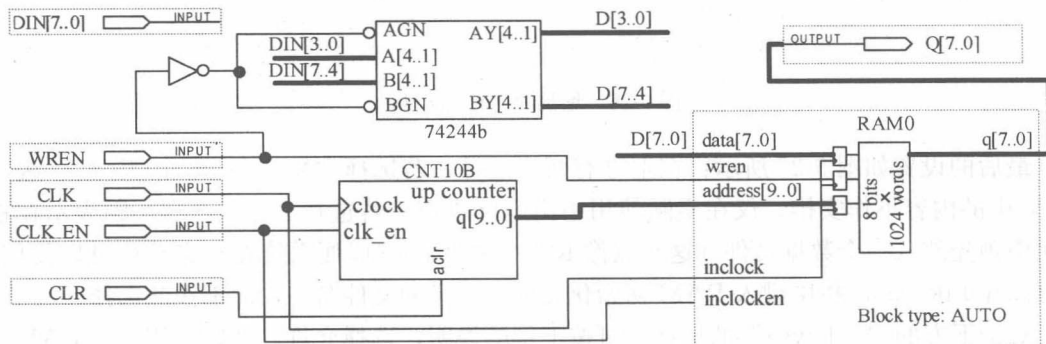 DIN[7..0] INPUT
DIN[3..0]
DIN[7..4]
AGN
A[4..1]
B[4..1]
BGN
AY[4..1]
BY[4..1]
74244b
D[3..0]
D[7..4]
OUTPUT Q[7..0]
WREN INPUT
CLK INPUT
CLK_EN INPUT
CLR INPUT
CNT10B
up counter
clock
q[9..0]
clk_en
aclr
D[7..0] data[7..0]
wren
address[9..0]
inclock
inclocken
RAM0
q[7..0]
8 bits
×
1024 words
Block type: AUTO